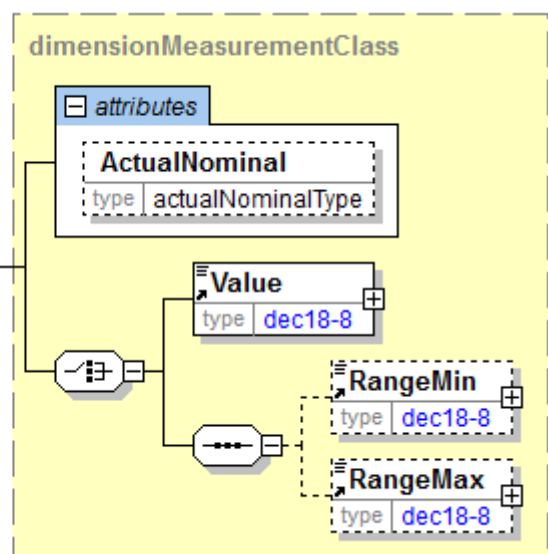 dimensionMeasurementClass
attributes
ActualNominal
type actualNominalType
Value
type dec18-8
RangeMin
type dec18-8
RangeMax
type dec18-8